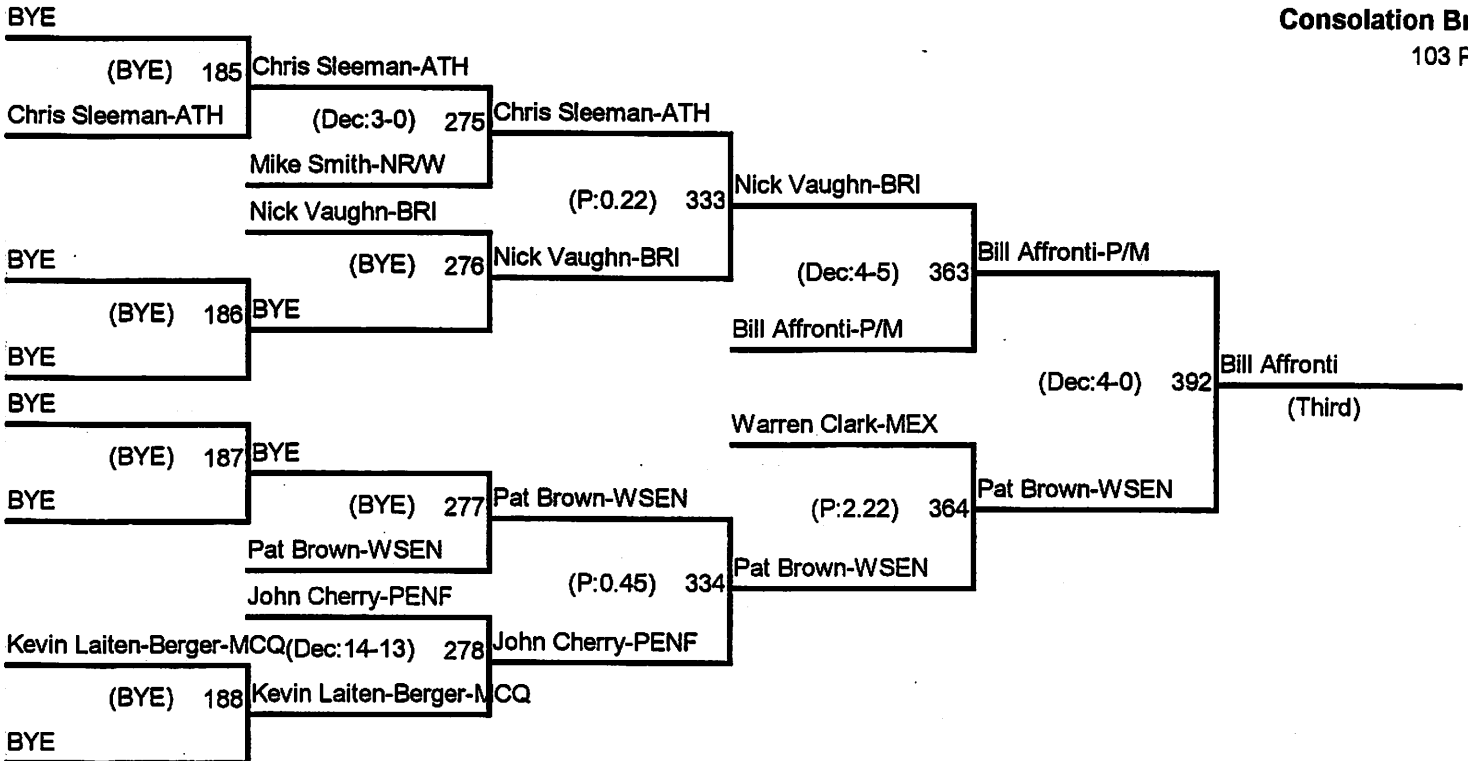 BYE
Consolation Br
103 P
(BYE) 185
Chris Sleeman-ATH
Chris Sleeman-ATH
(Dec:3-0) 275
Chris Sleeman-ATH
Mike Smith-NR/W
(P:0.22) 333
Nick Vaughn-BRI
Nick Vaughn-BRI
BYE
(BYE) 276
Nick Vaughn-BRI
(Dec:4-5) 363
Bill Affronti-P/M
(BYE) 186
BYE
Bill Affronti-P/M
BYE
(Dec:4-0) 392
Bill Affronti
(Third)
BYE
Warren Clark-MEX
(BYE) 187
BYE
BYE
(BYE) 277
Pat Brown-WSEN
(P:2.22) 364
Pat Brown-WSEN
Pat Brown-WSEN
(P:0.45) 334
Pat Brown-WSEN
John Cherry-PENF
Kevin Laiten-Berger-MCQ
(Dec:14-13) 278
John Cherry-PENF
(BYE) 188
Kevin Laiten-Berger-MCQ
BYE